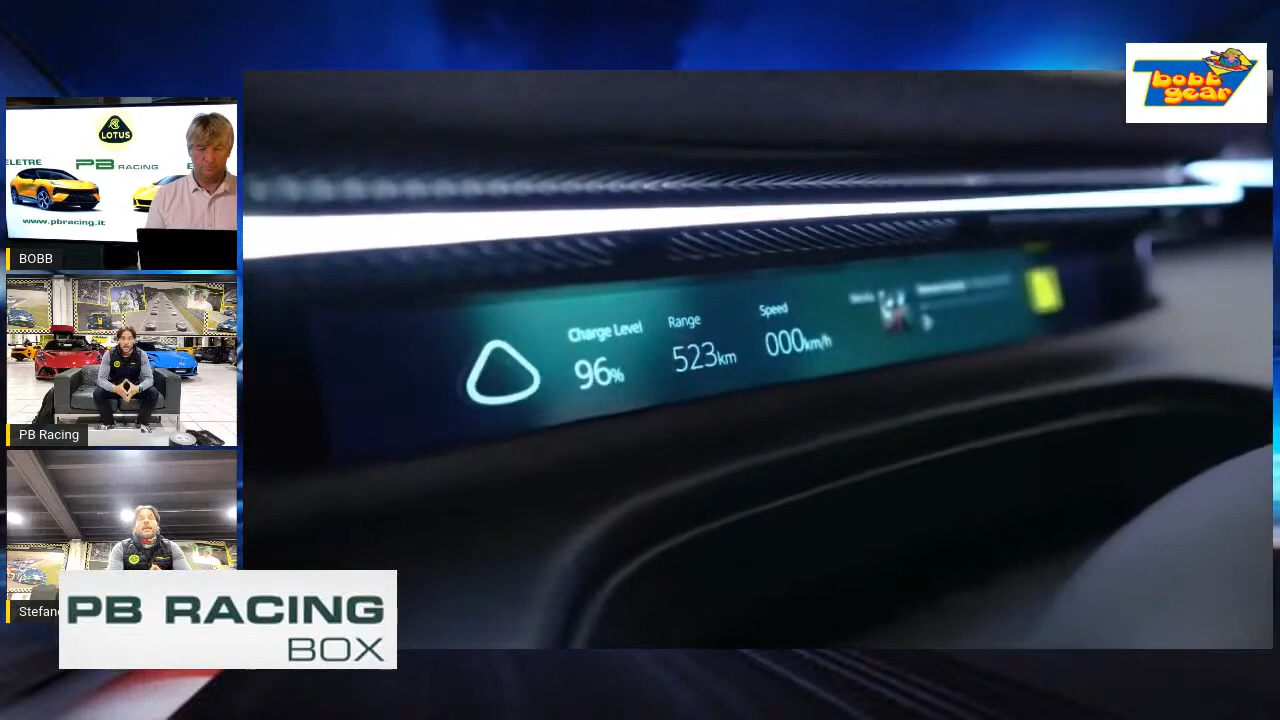 bobb
gear
LOTUS
ELETRE
PB RACING
E
www.pbracing.it
BOBB
PB Racing
Stefan
PB RACING
BOX
Charge Level
96%
Range
523km
Speed
000km/h